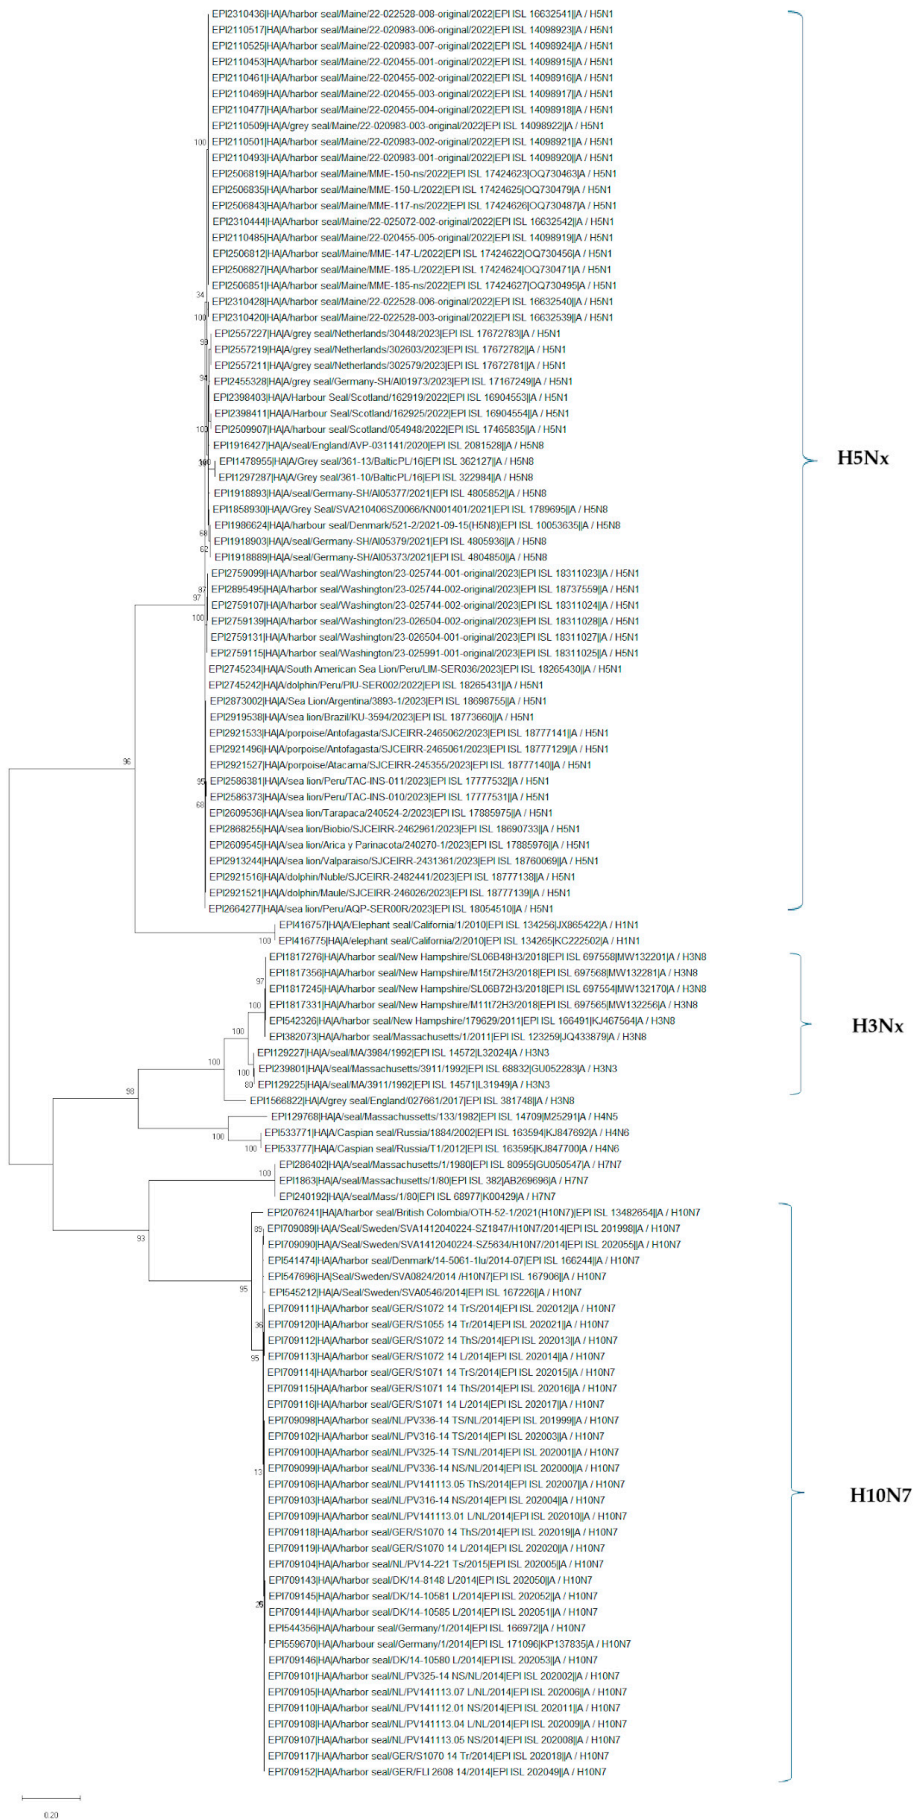 EPI2310436|HA|A/harbor seal/Maine/22-022528-008-original/2022|EPI ISL 16632541||A / H5N1
EPI2110517|HA|A/harbor seal/Maine/22-020983-006-original/2022|EPI ISL 14098923||A / H5N1
EPI2110525|HA|A/harbor seal/Maine/22-020983-007-original/2022|EPI ISL 14098924||A / H5N1
EPI2110453|HA|A/harbor seal/Maine/22-020455-001-original/2022|EPI ISL 14098915||A / H5N1
EPI2110461|HA|A/harbor seal/Maine/22-020455-002-original/2022|EPI ISL 14098916||A / H5N1
EPI2110469|HA|A/harbor seal/Maine/22-020455-003-original/2022|EPI ISL 14098917||A / H5N1
EPI2110477|HA|A/harbor seal/Maine/22-020455-004-original/2022|EPI ISL 14098918||A / H5N1
EPI2110509|HA|A/grey seal/Maine/22-020983-003-original/2022|EPI ISL 14098922||A / H5N1
100
EPI2110501|HA|A/harbor seal/Maine/22-020983-002-original/2022|EPI ISL 14098921||A / H5N1
EPI2110493|HA|A/harbor seal/Maine/22-020983-001-original/2022|EPI ISL 14098920||A / H5N1
EPI2506819|HA|A/harbor seal/Maine/MME-150-ns/2022|EPI ISL 17424623|OQ730463|A / H5N1
EPI2506835|HA|A/harbor seal/Maine/MME-150-L/2022|EPI ISL 17424625|OQ730479|A / H5N1
EPI2506843|HA|A/harbor seal/Maine/MME-117-ns/2022|EPI ISL 17424626|OQ730487|A / H5N1
EPI2310444|HA|A/harbor seal/Maine/22-025072-002-original/2022|EPI ISL 16632542||A / H5N1
EPI2110485|HA|A/harbor seal/Maine/22-020455-005-original/2022|EPI ISL 14098919||A / H5N1
EPI2506812|HA|A/harbor seal/Maine/MME-147-L/2022|EPI ISL 17424622|OQ730456|A / H5N1
EPI2506827|HA|A/harbor seal/Maine/MME-185-L/2022|EPI ISL 17424624|OQ730471|A / H5N1
EPI2506851|HA|A/harbor seal/Maine/MME-185-ns/2022|EPI ISL 17424627|OQ730495|A / H5N1
34
EPI2310428|HA|A/harbor seal/Maine/22-022528-006-original/2022|EPI ISL 16632540||A / H5N1
100
EPI2310420|HA|A/harbor seal/Maine/22-022528-003-original/2022|EPI ISL 16632539||A / H5N1
EPI2557227|HA|A/grey seal/Netherlands/30448/2023|EPI ISL 17672783||A / H5N1
EPI2557219|HA|A/grey seal/Netherlands/302603/2023|EPI ISL 17672782||A / H5N1
EPI2557211|HA|A/grey seal/Netherlands/302579/2023|EPI ISL 17672781||A / H5N1
EPI2455328|HA|A/grey seal/Germany-SH/AI01973/2023|EPI ISL 17167249||A / H5N1
EPI2398403|HA|A/Harbour Seal/Scotland/162919/2022|EPI ISL 16904553||A / H5N1
EPI2398411|HA|A/Harbour Seal/Scotland/162925/2022|EPI ISL 16904554||A / H5N1
100
EPI2509907|HA|A/harbour seal/Scotland/054948/2022|EPI ISL 17465835||A / H5N1
EPI1916427|HA|A/seal/England/AVP-031141/2020|EPI ISL 2081528||A / H5N8
EPI1478955|HA|A/Grey seal/361-13/BalticPL/16|EPI ISL 362127||A / H5N8
EPI1297287|HA|A/Grey seal/361-10/BalticPL/16|EPI ISL 322984||A / H5N8
EPI1918893|HA|A/seal/Germany-SH/AI05377/2021|EPI ISL 4805852||A / H5N8
EPI1858930|HA|A/Grey Seal/SVA210406SZ0066/KN001401/2021|EPI ISL 1789695||A / H5N8
EPI1986624|HA|A/harbour seal/Denmark/521-2/2021-09-15(H5N8)|EPI ISL 10053635||A / H5N8
68
EPI1918903|HA|A/seal/Germany-SH/AI05379/2021|EPI ISL 4805936||A / H5N8
62
EPI1918889|HA|A/seal/Germany-SH/AI05373/2021|EPI ISL 4804850||A / H5N8
H5Nx
EPI2759099|HA|A/harbor seal/Washington/23-025744-001-original/2023|EPI ISL 18311023||A / H5N1
87
EPI2895495|HA|A/harbor seal/Washington/23-025744-002-original/2023|EPI ISL 18737559||A / H5N1
97
EPI2759107|HA|A/harbor seal/Washington/23-025744-002-original/2023|EPI ISL 18311024||A / H5N1
100
EPI2759139|HA|A/harbor seal/Washington/23-026504-002-original/2023|EPI ISL 18311028||A / H5N1
EPI2759131|HA|A/harbor seal/Washington/23-026504-001-original/2023|EPI ISL 18311027||A / H5N1
EPI2759115|HA|A/harbor seal/Washington/23-025991-001-original/2023|EPI ISL 18311025||A / H5N1
EPI2745234|HA|A/South American Sea Lion/Peru/LIM-SER036/2023|EPI ISL 18265430||A / H5N1
EPI2745242|HA|A/dolphin/Peru/PIU-SER002/2022|EPI ISL 18265431||A / H5N1
EPI2873002|HA|A/Sea Lion/Argentina/3893-1/2023|EPI ISL 18698755||A / H5N1
EPI2919538|HA|A/sea lion/Brazil/KU-3594/2023|EPI ISL 18773660||A / H5N1
EPI2921533|HA|A/porpoise/Antofagasta/SJCEIRR-2465062/2023|EPI ISL 18777141||A / H5N1
EPI2921496|HA|A/porpoise/Antofagasta/SJCEIRR-2465061/2023|EPI ISL 18777129||A / H5N1
96
EPI2921527|HA|A/porpoise/Atacama/SJCEIRR-245355/2023|EPI ISL 18777140||A / H5N1
95
EPI2586381|HA|A/sea lion/Peru/TAC-INS-011/2023|EPI ISL 17777532||A / H5N1
EPI2586373|HA|A/sea lion/Peru/TAC-INS-010/2023|EPI ISL 17777531||A / H5N1
68
EPI2609536|HA|A/sea lion/Tarapaca/240524-2/2023|EPI ISL 17885975||A / H5N1
EPI2868255|HA|A/sea lion/Biobio/SJCEIRR-2462961/2023|EPI ISL 18690733||A / H5N1
EPI2609545|HA|A/sea lion/Arica y Parinacota/240270-1/2023|EPI ISL 17885976||A / H5N1
EPI2913244|HA|A/sea lion/Valparaiso/SJCEIRR-2431361/2023|EPI ISL 18760069||A / H5N1
EPI2921516|HA|A/dolphin/Nuble/SJCEIRR-2482441/2023|EPI ISL 18777138||A / H5N1
EPI2921521|HA|A/dolphin/Maule/SJCEIRR-246026/2023|EPI ISL 18777139||A / H5N1
EPI2664277|HA|A/sea lion/Peru/AQP-SER00R/2023|EPI ISL 18054510||A / H5N1
EPI416757|HA|A/Elephant seal/California/1/2010|EPI ISL 134256|JX865422|A / H1N1
100
EPI416775|HA|A/elephant seal/California/2/2010|EPI ISL 134265|KC222502|A / H1N1
EPI1817276|HA|A/harbor seal/New Hampshire/SL06B48H3/2018|EPI ISL 697558|MW132201|A / H3N8
EPI1817356|HA|A/harbor seal/New Hampshire/M15t72H3/2018|EPI ISL 697568|MW132281|A / H3N8
97
EPI1817245|HA|A/harbor seal/New Hampshire/SL06B72H3/2018|EPI ISL 697554|MW132170|A / H3N8
100
EPI1817331|HA|A/harbor seal/New Hampshire/M11t72H3/2018|EPI ISL 697565|MW132256|A / H3N8
EPI542326|HA|A/harbor seal/New Hampshire/179629/2011|EPI ISL 166491|KJ467564|A / H3N8
H3Nx
100
EPI382073|HA|A/harbor seal/Massachusetts/1/2011|EPI ISL 123259|JQ433879|A / H3N8
EPI129227|HA|A/seal/MA/3984/1992|EPI ISL 14572|L32024|A / H3N3
100
EPI239801|HA|A/seal/Massachusetts/3911/1992|EPI ISL 68832|GU052283|A / H3N3
100
80
EPI129225|HA|A/seal/MA/3911/1992|EPI ISL 14571|L31949|A / H3N3
98
EPI1566822|HA|A/grey seal/England/027661/2017|EPI ISL 381748||A / H3N8
EPI129768|HA|A/seal/Massachussetts/133/1982|EPI ISL 14709|M25291|A / H4N5
100
EPI533771|HA|A/Caspian seal/Russia/1884/2002|EPI ISL 163594|KJ847692|A / H4N6
100
EPI533777|HA|A/Caspian seal/Russia/T1/2012|EPI ISL 163595|KJ847700|A / H4N6
EPI286402|HA|A/seal/Massachusetts/1/1980|EPI ISL 80955|GU050547|A / H7N7
100
EPI1863|HA|A/seal/Massachusetts/1/80|EPI ISL 382|AB269696|A / H7N7
EPI240192|HA|A/seal/Mass/1/80|EPI ISL 68977|K00429|A / H7N7
EPI2076241|HA|A/harbor seal/British Colombia/OTH-52-1/2021(H10N7)|EPI ISL 13482654||A / H10N7
89
EPI709089|HA|A/Seal/Sweden/SVA1412040224-SZ1847/H10N7/2014|EPI ISL 201998||A / H10N7
93
EPI709090|HA|A/Seal/Sweden/SVA1412040224-SZ5634/H10N7/2014|EPI ISL 202055||A / H10N7
EPI541474|HA|A/harbor seal/Denmark/14-5061-1lu/2014-07|EPI ISL 166244||A / H10N7
EPI547696|HA|Seal/Sweden/SVA0824/2014 /H10N7|EPI ISL 167906||A / H10N7
95
EPI545212|HA|A/Seal/Sweden/SVA0546/2014|EPI ISL 167226||A / H10N7
EPI709111|HA|A/harbor seal/GER/S1072 14 TrS/2014|EPI ISL 202012||A / H10N7
36
EPI709120|HA|A/harbor seal/GER/S1055 14 Tr/2014|EPI ISL 202021||A / H10N7
EPI709112|HA|A/harbor seal/GER/S1072 14 ThS/2014|EPI ISL 202013||A / H10N7
95
EPI709113|HA|A/harbor seal/GER/S1072 14 L/2014|EPI ISL 202014||A / H10N7
EPI709114|HA|A/harbor seal/GER/S1071 14 TrS/2014|EPI ISL 202015||A / H10N7
EPI709115|HA|A/harbor seal/GER/S1071 14 ThS/2014|EPI ISL 202016||A / H10N7
EPI709116|HA|A/harbor seal/GER/S1071 14 L/2014|EPI ISL 202017||A / H10N7
EPI709098|HA|A/harbor seal/NL/PV336-14 TS/NL/2014|EPI ISL 201999||A / H10N7
EPI709102|HA|A/harbor seal/NL/PV316-14 TS/2014|EPI ISL 202003||A / H10N7
EPI709100|HA|A/harbor seal/NL/PV325-14 TS/NL/2014|EPI ISL 202001||A / H10N7
13
EPI709099|HA|A/harbor seal/NL/PV336-14 NS/NL/2014|EPI ISL 202000||A / H10N7
EPI709106|HA|A/harbor seal/NL/PV141113.05 ThS/2014|EPI ISL 202007||A / H10N7
H10N7
EPI709103|HA|A/harbor seal/NL/PV316-14 NS/2014|EPI ISL 202004||A / H10N7
EPI709109|HA|A/harbor seal/NL/PV141113.01 L/NL/2014|EPI ISL 202010||A / H10N7
EPI709118|HA|A/harbor seal/GER/S1070 14 ThS/2014|EPI ISL 202019||A / H10N7
EPI709119|HA|A/harbor seal/GER/S1070 14 L/2014|EPI ISL 202020||A / H10N7
EPI709104|HA|A/harbor seal/NL/PV14-221 Ts/2015|EPI ISL 202005||A / H10N7
EPI709143|HA|A/harbor seal/DK/14-8148 L/2014|EPI ISL 202050||A / H10N7
EPI709145|HA|A/harbor seal/DK/14-10581 L/2014|EPI ISL 202052||A / H10N7
EPI709144|HA|A/harbor seal/DK/14-10585 L/2014|EPI ISL 202051||A / H10N7
EPI544356|HA|A/harbour seal/Germany/1/2014|EPI ISL 166972||A / H10N7
EPI559670|HA|A/harbour seal/Germany/1/2014|EPI ISL 171096|KP137835|A / H10N7
EPI709146|HA|A/harbor seal/DK/14-10580 L/2014|EPI ISL 202053||A / H10N7
EPI709101|HA|A/harbor seal/NL/PV325-14 NS/NL/2014|EPI ISL 202002||A / H10N7
EPI709105|HA|A/harbor seal/NL/PV141113.07 L/NL/2014|EPI ISL 202006||A / H10N7
EPI709110|HA|A/harbor seal/NL/PV141112.01 NS/2014|EPI ISL 202011||A / H10N7
EPI709108|HA|A/harbor seal/NL/PV141113.04 L/NL/2014|EPI ISL 202009||A / H10N7
EPI709107|HA|A/harbor seal/NL/PV141113.05 NS/2014|EPI ISL 202008||A / H10N7
EPI709117|HA|A/harbor seal/GER/S1070 14 Tr/2014|EPI ISL 202018||A / H10N7
EPI709152|HA|A/harbor seal/GER/FLI 2608 14/2014|EPI ISL 202049||A / H10N7
0.20